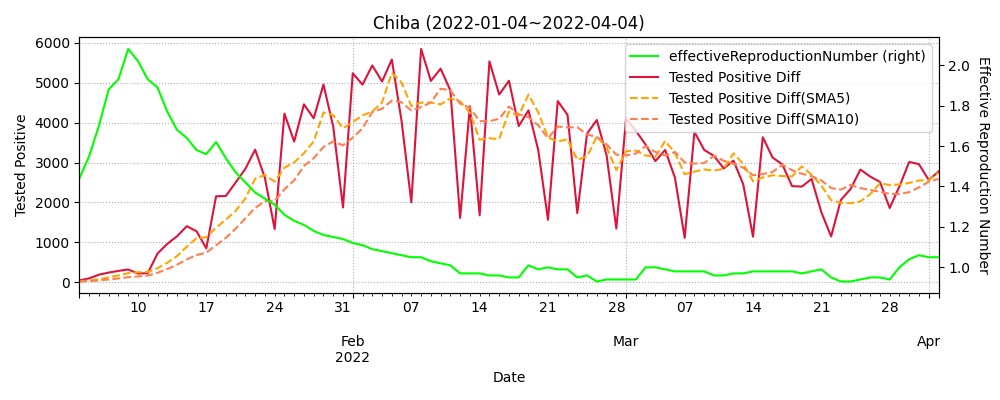 Chiba (2022-01-04~2022-04-04)
effectiveReproductionNumber (right)
Tested Positive Diff
Tested Positive Diff(SMA5)
Tested Positive Diff(SMA10)
Tested Positive
6000
5000
4000
3000
2000
1000
0
Effective Reproduction Number
2.0
1.8
1.6
1.4
1.2
1.0
10 17 24 31 07 14 21 28 07 14 21 28
Feb Mar Apr
2022
Date